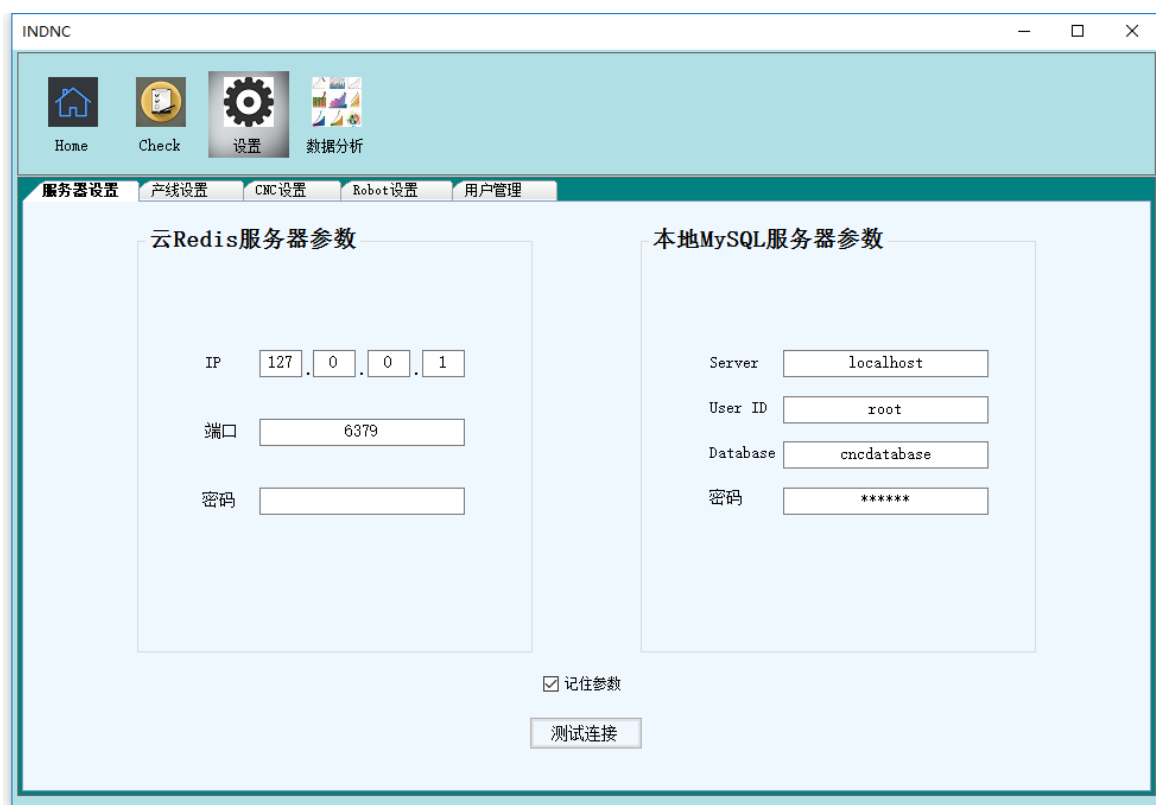 INDNC
Home Check 设置 数据分析
服务器设置 产线设置 CNC设置 Robot设置 用户管理
云Redis服务器参数
IP 127 . 0 . 0 . 1
端口 6379
密码
本地MySQL服务器参数
Server localhost
User ID root
Database cncdatabase
密码 ******
记住参数
测试连接